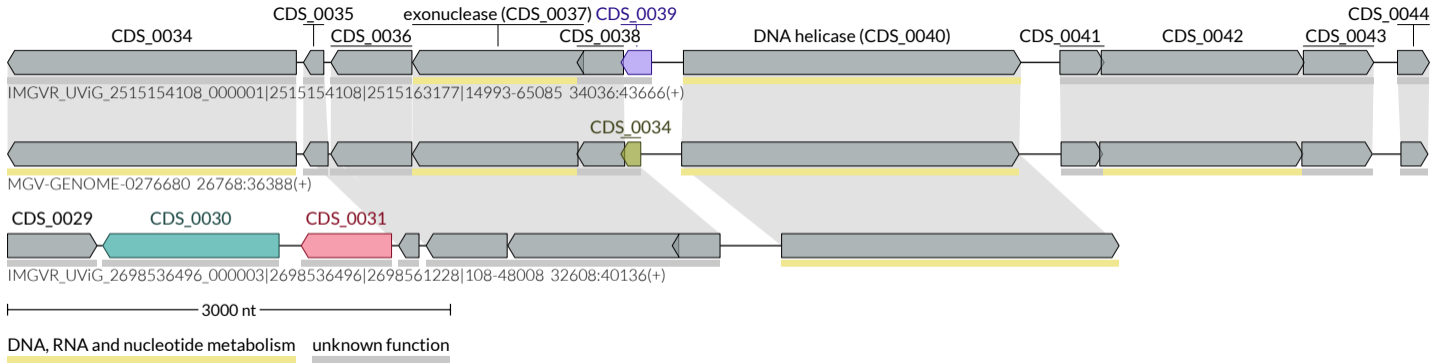 CDS_0035 exonuclease (CDS_0037) CDS_0039 CDS_0044
CDS_0034 CDS_0036 CDS_0038 DNA helicase (CDS_0040) CDS_0041 CDS_0042 CDS_0043
IMGVR_UViG_2515154108_000001|2515154108|2515163177|14993-65085 34036:43666(+)
CDS_0034
MGV-GENOME-0276680 26768:36388(+)
CDS_0029 CDS_0030 CDS_0031
IMGVR_UViG_2698536496_000003|2698536496|2698561228|108-48008 32608:40136(+)
3000 nt
DNA, RNA and nucleotide metabolism unknown function